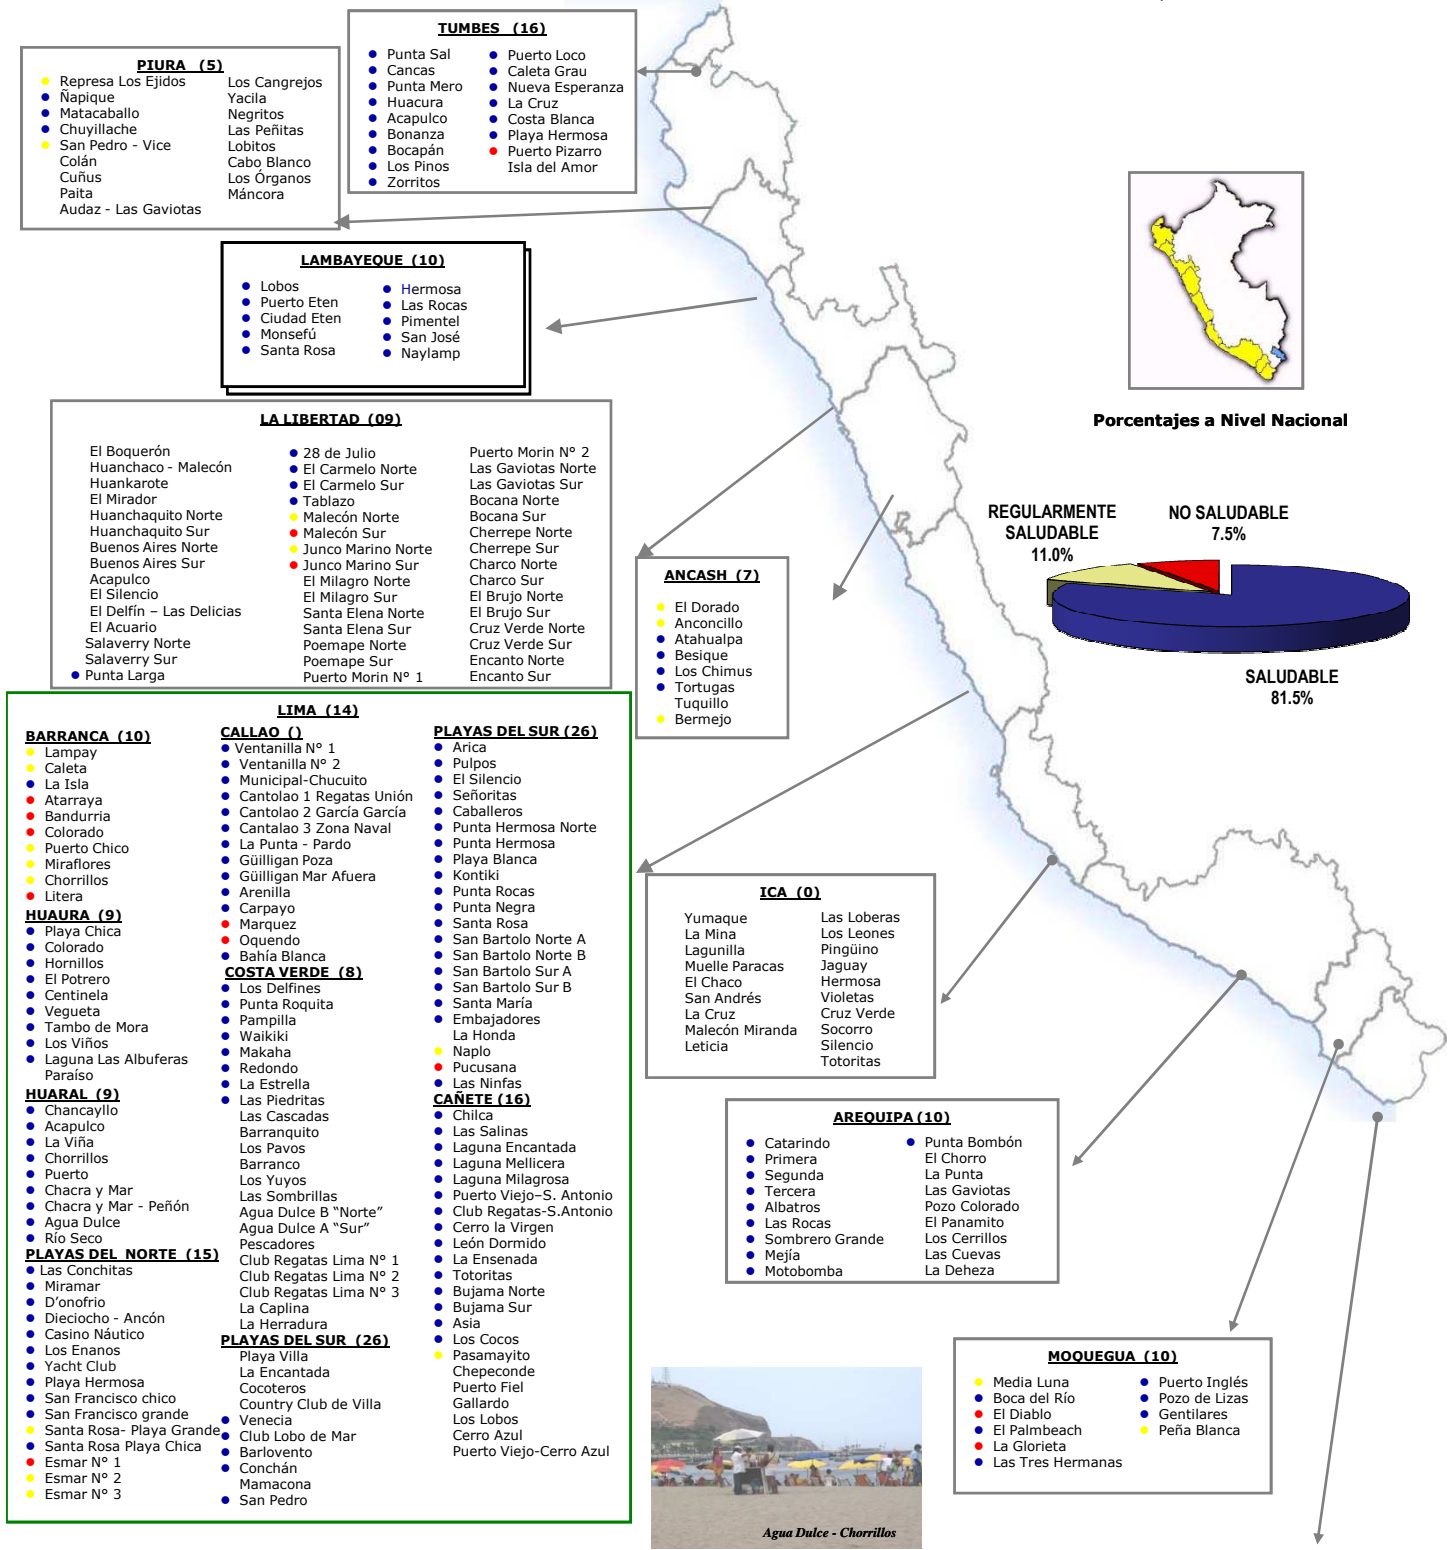 TUMBES (16)
Punta Sal
Cancas
Punta Mero
Huacura
Acapulco
Bonanza
Bocapán
Los Pinos
Zorritos
Puerto Loco
Caleta Grau
Nueva Esperanza
La Cruz
Costa Blanca
Playa Hermosa
Puerto Pizarro
Isla del Amor
PIURA (5)
Represa Los Ejidos
Ñapique
Matacaballo
Chuyillache
San Pedro - Vice
Colán
Cuñus
Paita
Audaz - Las Gaviotas
Los Cangrejos
Yacila
Negritos
Las Peñitas
Lobitos
Cabo Blanco
Los Órganos
Máncora
LAMBAYEQUE (10)
Lobos
Puerto Eten
Ciudad Eten
Monsefú
Santa Rosa
Hermosa
Las Rocas
Pimentel
San José
Naylamp
Porcentajes a Nivel Nacional
REGULARMENTE
SALUDABLE
11.0%
NO SALUDABLE
7.5%
SALUDABLE
81.5%
LA LIBERTAD (09)
El Boquerón
Huanchaco - Malecón
Huankarote
El Mirador
Huanchaquito Norte
Huanchaquito Sur
Buenos Aires Norte
Buenos Aires Sur
Acapulco
El Silencio
El Delfín – Las Delicias
El Acuario
Salaverry Norte
Salaverry Sur
Punta Larga
28 de Julio
El Carmelo Norte
El Carmelo Sur
Tablazo
Malecón Norte
Malecón Sur
Junco Marino Norte
Junco Marino Sur
El Milagro Norte
El Milagro Sur
Santa Elena Norte
Santa Elena Sur
Poemape Norte
Poemape Sur
Puerto Morin N° 1
Puerto Morin N° 2
Las Gaviotas Norte
Las Gaviotas Sur
Bocana Norte
Bocana Sur
Cherrepe Norte
Cherrepe Sur
Charco Norte
Charco Sur
El Brujo Norte
El Brujo Sur
Cruz Verde Norte
Cruz Verde Sur
Encanto Norte
Encanto Sur
ANCASH (7)
El Dorado
Anconcillo
Atahualpa
Besique
Los Chimus
Tortugas
Tuquillo
Bermejo
LIMA (14)
BARRANCA (10)
Lampay
Caleta
La Isla
Atarraya
Bandurria
Colorado
Puerto Chico
Miraflores
Chorrillos
Litera
HUAURA (9)
Playa Chica
Colorado
Hornillos
El Potrero
Centinela
Vegueta
Tambo de Mora
Los Viños
Laguna Las Albuferas
Paraíso
HUARAL (9)
Chancayllo
Acapulco
La Viña
Chorrillos
Puerto
Chacra y Mar
Chacra y Mar - Peñón
Agua Dulce
Río Seco
PLAYAS DEL NORTE (15)
Las Conchitas
Miramar
D’onofrio
Dieciocho - Ancón
Casino Náutico
Los Enanos
Yacht Club
Playa Hermosa
San Francisco chico
San Francisco grande
Santa Rosa- Playa Grande
Santa Rosa Playa Chica
Esmar N° 1
Esmar N° 2
Esmar N° 3
CALLAO ()
Ventanilla N° 1
Ventanilla N° 2
Municipal-Chucuito
Cantolao 1 Regatas Unión
Cantolao 2 García García
Cantalao 3 Zona Naval
La Punta - Pardo
Güilligan Poza
Güilligan Mar Afuera
Arenilla
Carpayo
Marquez
Oquendo
Bahía Blanca
COSTA VERDE (8)
Los Delfines
Punta Roquita
Pampilla
Waikiki
Makaha
Redondo
La Estrella
Las Piedritas
Las Cascadas
Barranquito
Los Pavos
Barranco
Los Yuyos
Las Sombrillas
Agua Dulce B “Norte”
Agua Dulce A “Sur”
Pescadores
Club Regatas Lima N° 1
Club Regatas Lima N° 2
Club Regatas Lima N° 3
La Caplina
La Herradura
PLAYAS DEL SUR (26)
Playa Villa
La Encantada
Cocoteros
Country Club de Villa
Venecia
Club Lobo de Mar
Barlovento
Conchán
Mamacona
San Pedro
PLAYAS DEL SUR (26)
Arica
Pulpos
El Silencio
Señoritas
Caballeros
Punta Hermosa Norte
Punta Hermosa
Playa Blanca
Kontiki
Punta Rocas
Punta Negra
Santa Rosa
San Bartolo Norte A
San Bartolo Norte B
San Bartolo Sur A
San Bartolo Sur B
Santa María
Embajadores
La Honda
Naplo
Pucusana
Las Ninfas
CAÑETE (16)
Chilca
Las Salinas
Laguna Encantada
Laguna Mellicera
Laguna Milagrosa
Puerto Viejo–S. Antonio
Club Regatas-S.Antonio
Cerro la Virgen
León Dormido
La Ensenada
Totoritas
Bujama Norte
Bujama Sur
Asia
Los Cocos
Pasamayito
Chepeconde
Puerto Fiel
Gallardo
Los Lobos
Cerro Azul
Puerto Viejo-Cerro Azul
ICA (0)
Yumaque
La Mina
Lagunilla
Muelle Paracas
El Chaco
San Andrés
La Cruz
Malecón Miranda
Leticia
Las Loberas
Los Leones
Pingüino
Jaguay
Hermosa
Violetas
Cruz Verde
Socorro
Silencio
Totoritas
AREQUIPA (10)
Catarindo
Primera
Segunda
Tercera
Albatros
Las Rocas
Sombrero Grande
Mejía
Motobomba
Punta Bombón
El Chorro
La Punta
Las Gaviotas
Pozo Colorado
El Panamito
Los Cerrillos
Las Cuevas
La Deheza
MOQUEGUA (10)
Media Luna
Boca del Río
El Diablo
El Palmbeach
La Glorieta
Las Tres Hermanas
Puerto Inglés
Pozo de Lizas
Gentilares
Peña Blanca
Agua Dulce - Chorrillos